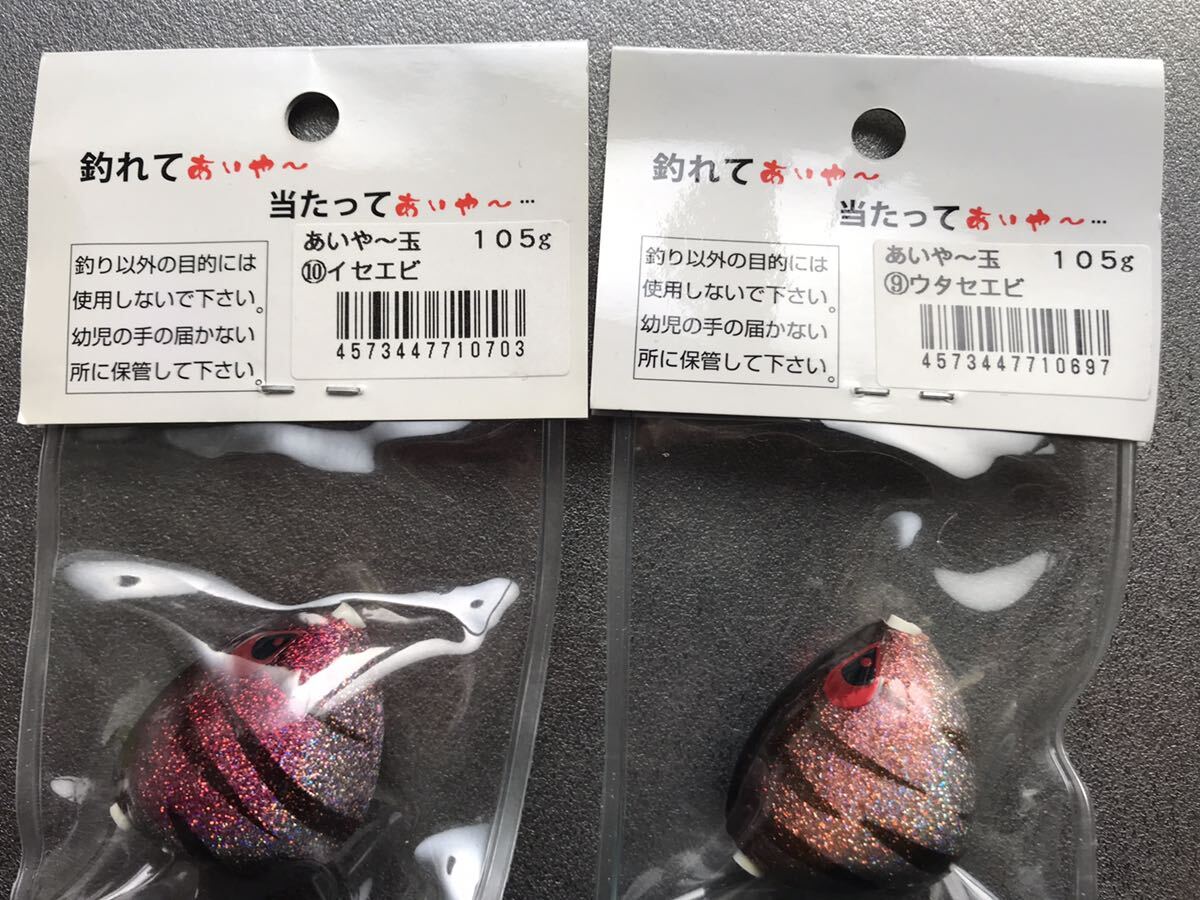 釣れてあいや～
当たってあいや～…
釣り以外の目的には
使用しないで下さい。
幼児の手の届かない
所に保管して下さい。
あいや～玉 105g
⑩イセエビ
4573447710703
釣れてあいや～
当たってあいや～…
釣り以外の目的には
使用しないで下さい。
幼児の手の届かない
所に保管して下さい。
あいや～玉 105g
⑨ウタセエビ
4573447710697